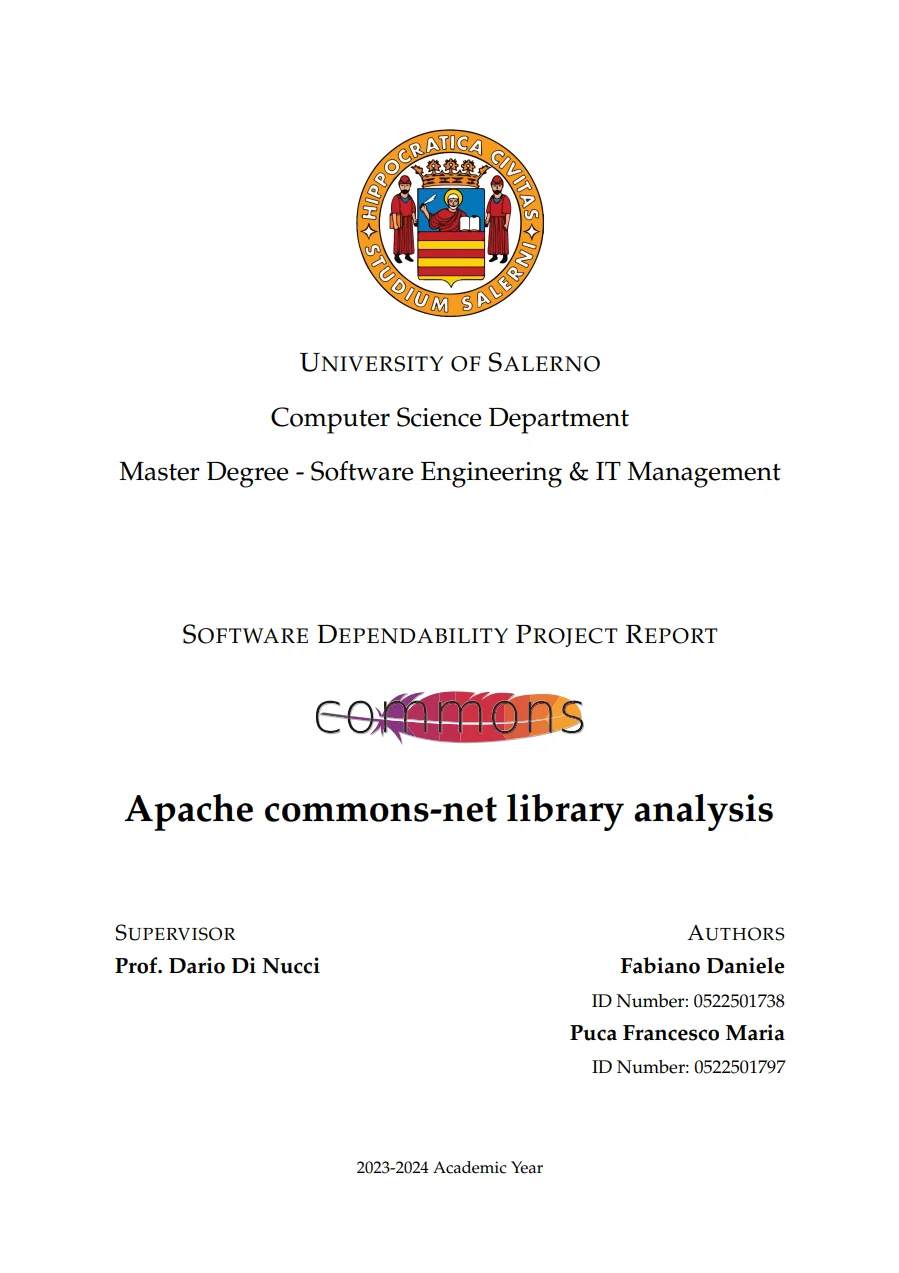 HIPPOCRATICA CIVITAS
STUDIUM SALERNI
UNIVERSITY OF SALERNO
Computer Science Department
Master Degree - Software Engineering & IT Management
SOFTWARE DEPENDABILITY PROJECT REPORT
commons
Apache commons-net library analysis
SUPERVISOR
Prof. Dario Di Nucci
AUTHORS
Fabiano Daniele
ID Number: 0522501738
Puca Francesco Maria
ID Number: 0522501797
2023-2024 Academic Year